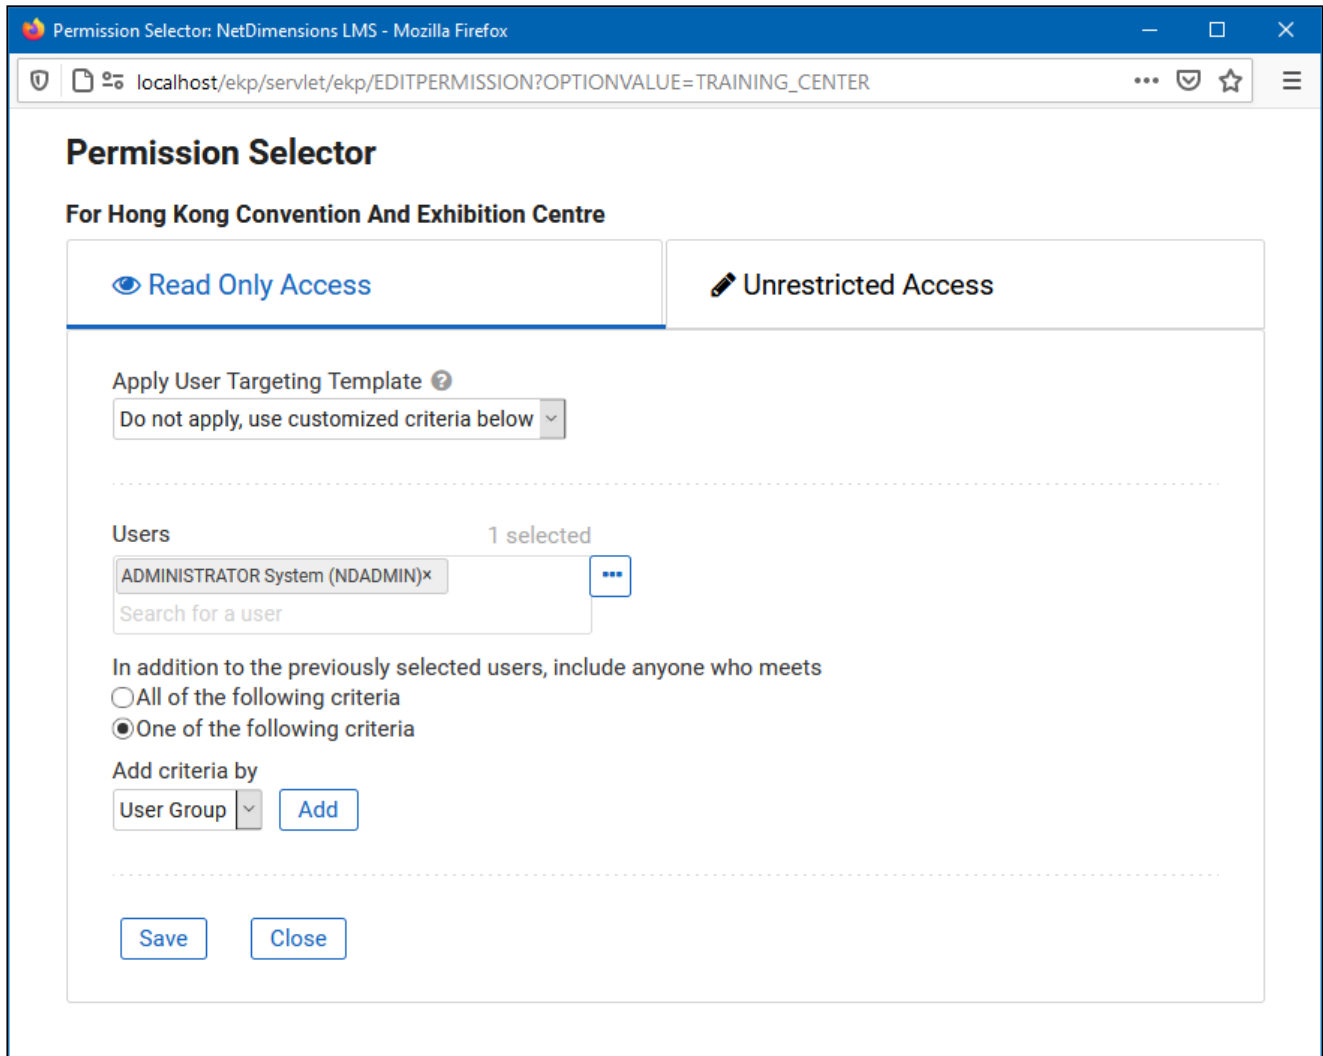 Permission Selector: NetDimensions LMS - Mozilla Firefox
localhost/ekp/servlet/ekp/EDITPERMISSION?OPTIONVALUE=TRAINING_CENTER
Permission Selector
For Hong Kong Convention And Exhibition Centre
Read Only Access
Unrestricted Access
Apply User Targeting Template
Do not apply, use customized criteria below
Users 1 selected
ADMINISTRATOR System (NDADMIN)×
Search for a user
In addition to the previously selected users, include anyone who meets
All of the following criteria
One of the following criteria
Add criteria by
User Group Add
Save Close